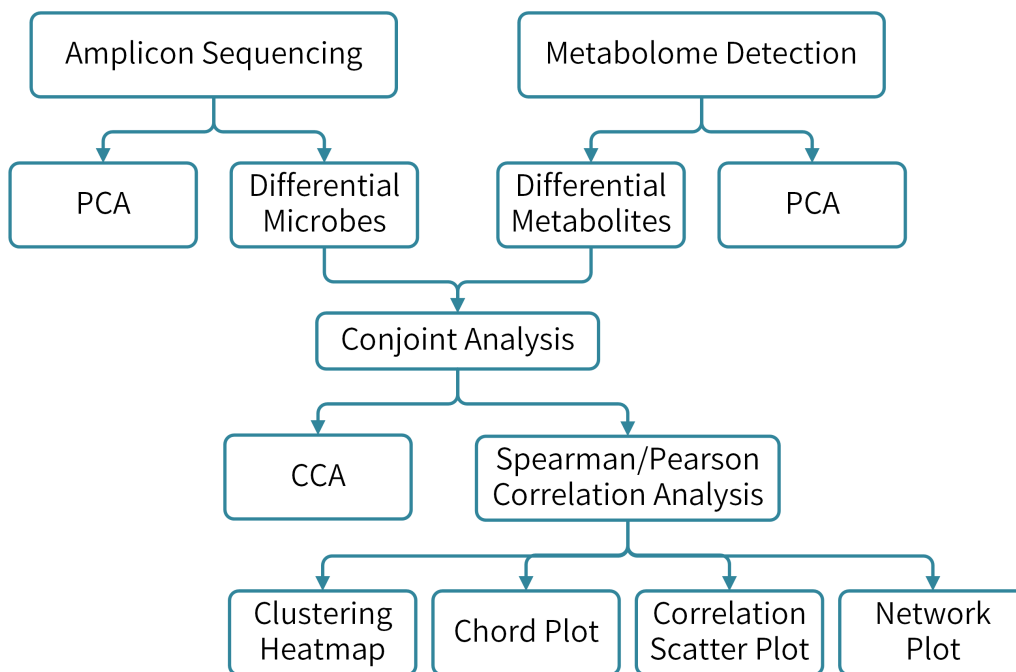 Amplicon Sequencing
Metabolome Detection
PCA
Differential
Microbes
Differential
Metabolites
PCA
Conjoint Analysis
CCA
Spearman/Pearson
Correlation Analysis
Clustering
Heatmap
Chord Plot
Correlation
Scatter Plot
Network
Plot